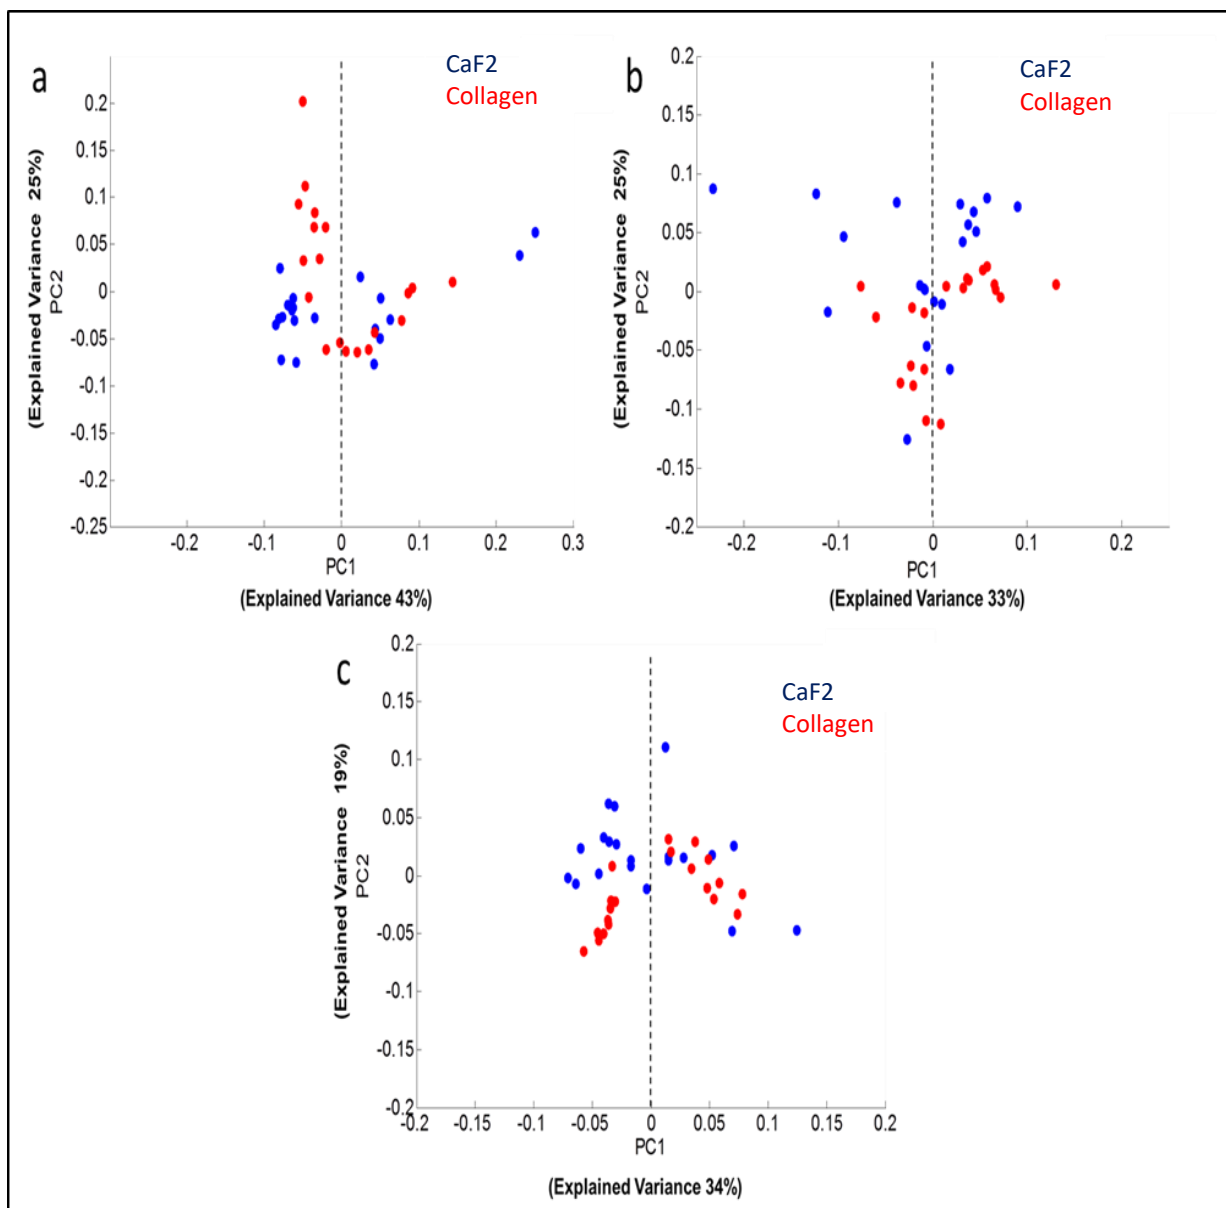 a
CaF2
Collagen
(Explained Variance 25%)
PC2
0.2
0.15
0.1
0.05
0
-0.05
-0.1
-0.15
-0.2
-0.25
-0.2
-0.1
0
0.1
0.2
0.3
PC1
(Explained Variance 43%)
b
CaF2
Collagen
(Explained Variance 25%)
PC2
0.2
0.15
0.1
0.05
0
-0.05
-0.1
-0.15
-0.2
-0.2
-0.1
0
0.1
0.2
PC1
(Explained Variance 33%)
c
CaF2
Collagen
(Explained Variance 19%)
PC2
0.2
0.15
0.1
0.05
0
-0.05
-0.1
-0.15
-0.2
-0.2
-0.15
-0.1
-0.05
0
0.05
0.1
0.15
0.2
PC1
(Explained Variance 34%)